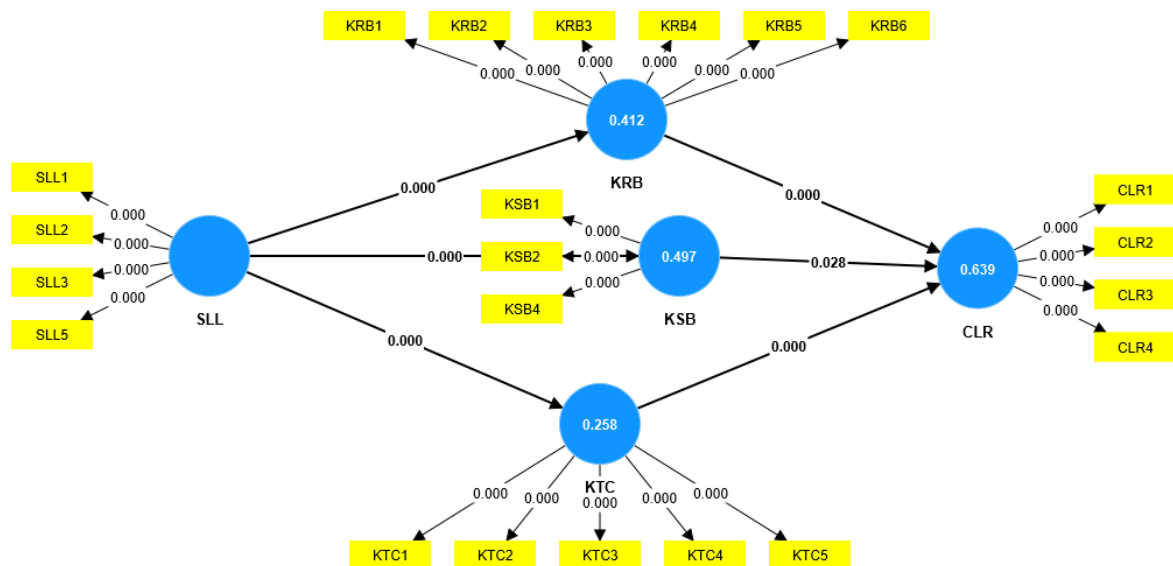 KRB1
KRB2
KRB3
KRB4
KRB5
KRB6
0.000
0.000
0.000
0.000
0.000
0.000
0.412
KRB
SLL1
SLL2
SLL3
SLL5
0.000
0.000
0.000
0.000
SLL
0.000
0.000
0.000
KSB1
KSB2
KSB4
0.000
0.000
0.000
0.497
KSB
0.000
0.028
0.000
0.639
CLR
0.000
0.000
0.000
0.000
CLR1
CLR2
CLR3
CLR4
0.258
KTC
0.000
0.000
0.000
0.000
0.000
KTC1
KTC2
KTC3
KTC4
KTC5